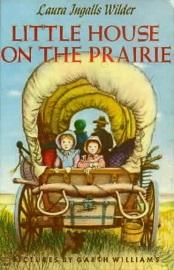 Laura Ingalls Wilder
LITTLE HOUSE
ON THE PRAIRIE
PICTURES BY GARTH WILLIAMS